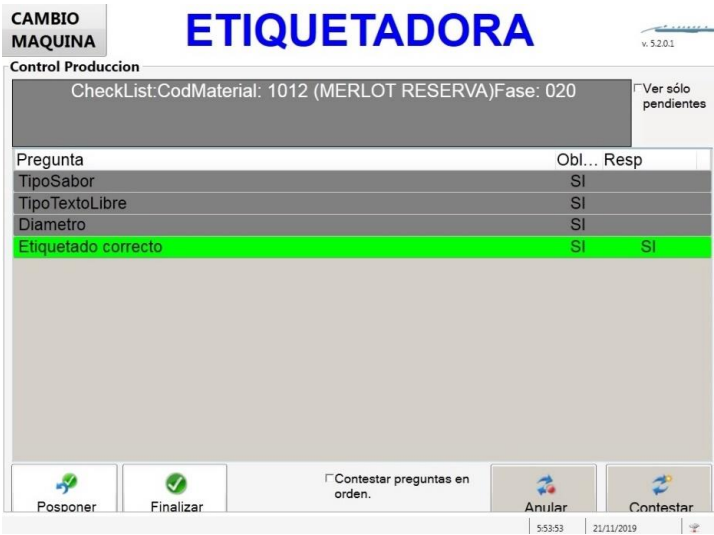 CAMBIO
MAQUINA
ETIQUETADORA
v. 5.2.0.1
Control Produccion
CheckList:CodMaterial: 1012 (MERLOT RESERVA)Fase: 020
Ver sólo
pendientes
Pregunta Obl... Resp
TipoSabor SI
TipoTextoLibre SI
Diametro SI
Etiquetado correcto SI SI
Posponer
Finalizar
Contestar preguntas en
orden.
Anular
Contestar
5:53:53 21/11/2019